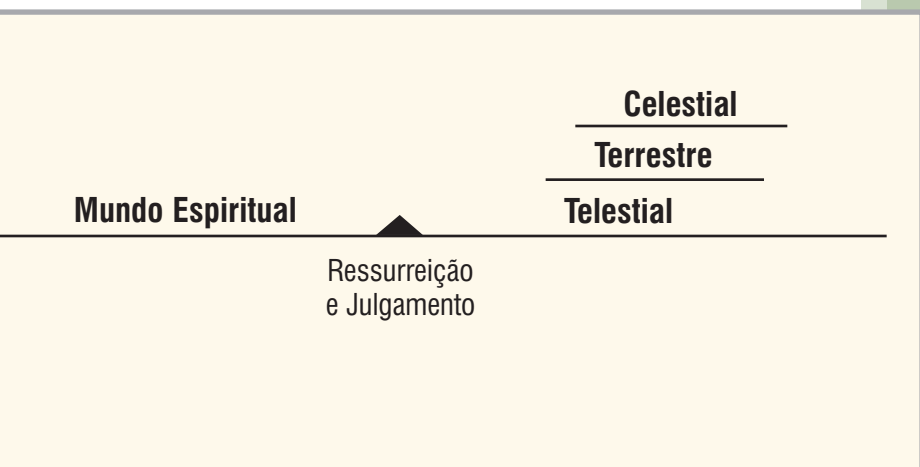 Celestial
Terrestre
Mundo Espiritual
Telestial
Ressurreição
e Julgamento